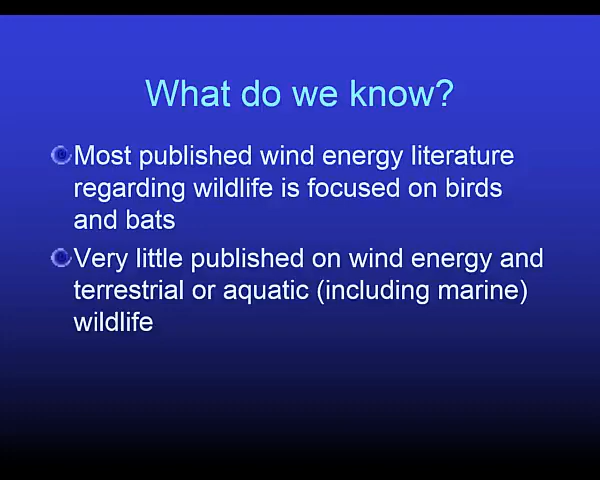 What do we know?
Most published wind energy literature
regarding wildlife is focused on birds
and bats
Very little published on wind energy and
terrestrial or aquatic (including marine)
wildlife